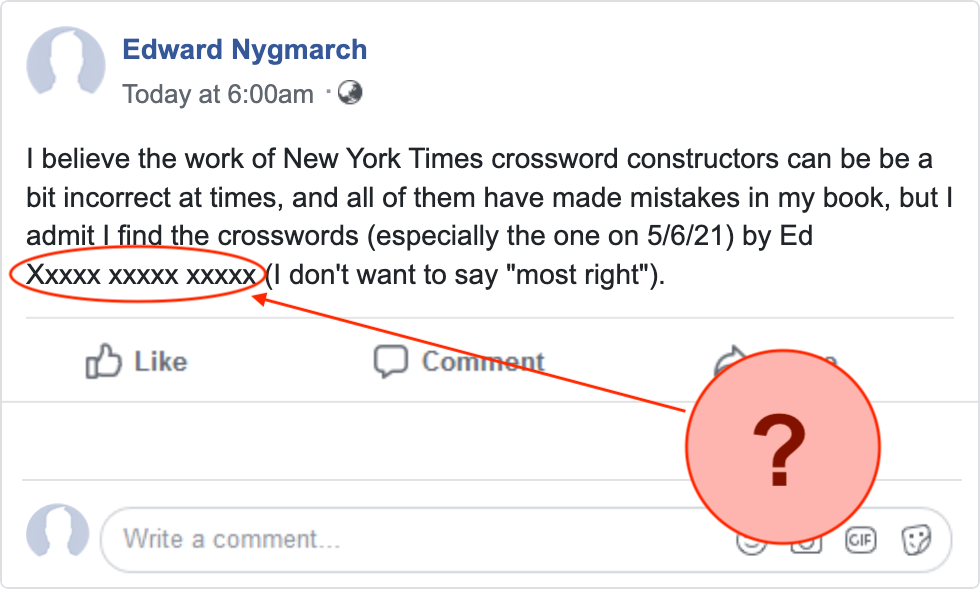 Edward Nygmarch
Today at 6:00am ·
I believe the work of New York Times crossword constructors can be be a
bit incorrect at times, and all of them have made mistakes in my book, but I
admit I find the crosswords (especially the one on 5/6/21) by Ed
Xxxxx xxxxx xxxxx (I don't want to say "most right").
Like Comment
?
Write a comment... GIF